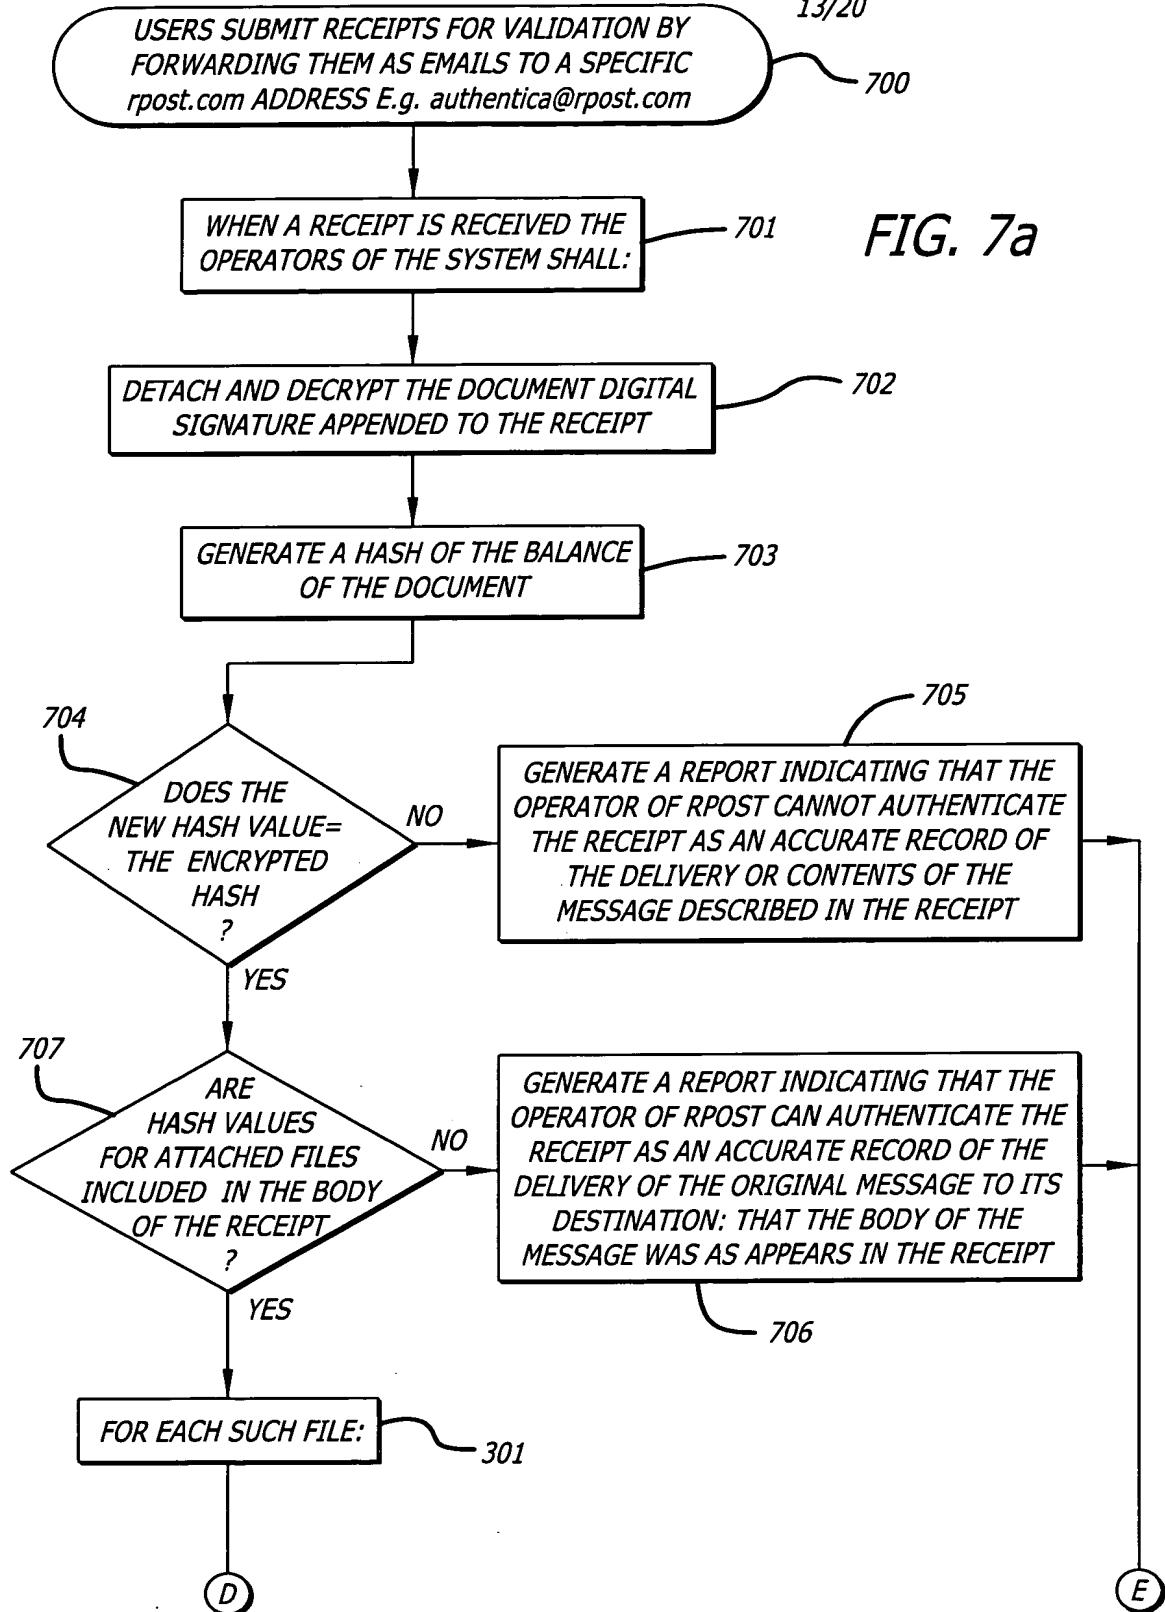 13/20
USERS SUBMIT RECEIPTS FOR VALIDATION BY
FORWARDING THEM AS EMAILS TO A SPECIFIC
rpost.com ADDRESS E.g. authentica@rpost.com
700
WHEN A RECEIPT IS RECEIVED THE
OPERATORS OF THE SYSTEM SHALL:
701
FIG. 7a
DETACH AND DECRYPT THE DOCUMENT DIGITAL
SIGNATURE APPENDED TO THE RECEIPT
702
GENERATE A HASH OF THE BALANCE
OF THE DOCUMENT
703
704
DOES THE
NEW HASH VALUE=
THE ENCRYPTED
HASH
?
NO
YES
705
GENERATE A REPORT INDICATING THAT THE
OPERATOR OF RPOST CANNOT AUTHENTICATE
THE RECEIPT AS AN ACCURATE RECORD OF
THE DELIVERY OR CONTENTS OF THE
MESSAGE DESCRIBED IN THE RECEIPT
707
ARE
HASH VALUES
FOR ATTACHED FILES
INCLUDED IN THE BODY
OF THE RECEIPT
?
NO
YES
GENERATE A REPORT INDICATING THAT THE
OPERATOR OF RPOST CAN AUTHENTICATE THE
RECEIPT AS AN ACCURATE RECORD OF THE
DELIVERY OF THE ORIGINAL MESSAGE TO ITS
DESTINATION: THAT THE BODY OF THE
MESSAGE WAS AS APPEARS IN THE RECEIPT
706
FOR EACH SUCH FILE:
301
D
E